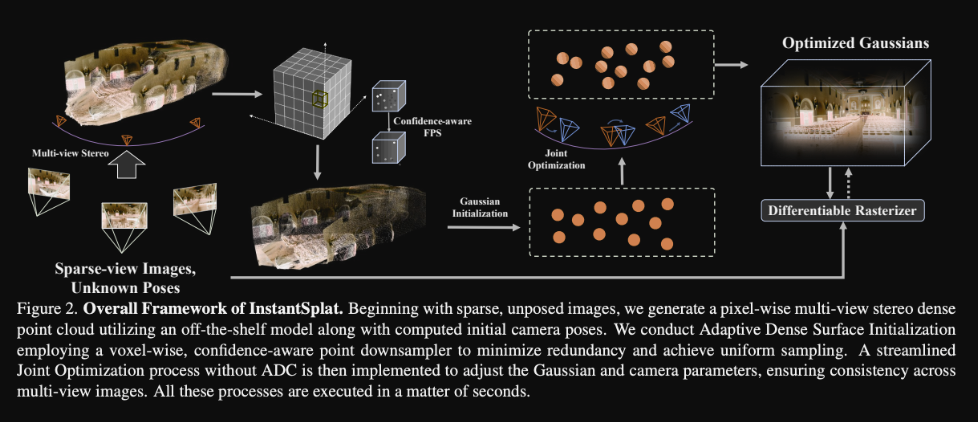 Optimized Gaussians
Multi-view Stereo
Confidence-aware
FPS
Joint
Optimization
Gaussian
Initialization
Differentiable Rasterizer
Sparse-view Images,
Unknown Poses
Figure 2. Overall Framework of InstantSplat. Beginning with sparse, unposed images, we generate a pixel-wise multi-view stereo dense
point cloud utilizing an off-the-shelf model along with computed initial camera poses. We conduct Adaptive Dense Surface Initialization
employing a voxel-wise, confidence-aware point downsampler to minimize redundancy and achieve uniform sampling. A streamlined
Joint Optimization process without ADC is then implemented to adjust the Gaussian and camera parameters, ensuring consistency across
multi-view images. All these processes are executed in a matter of seconds.